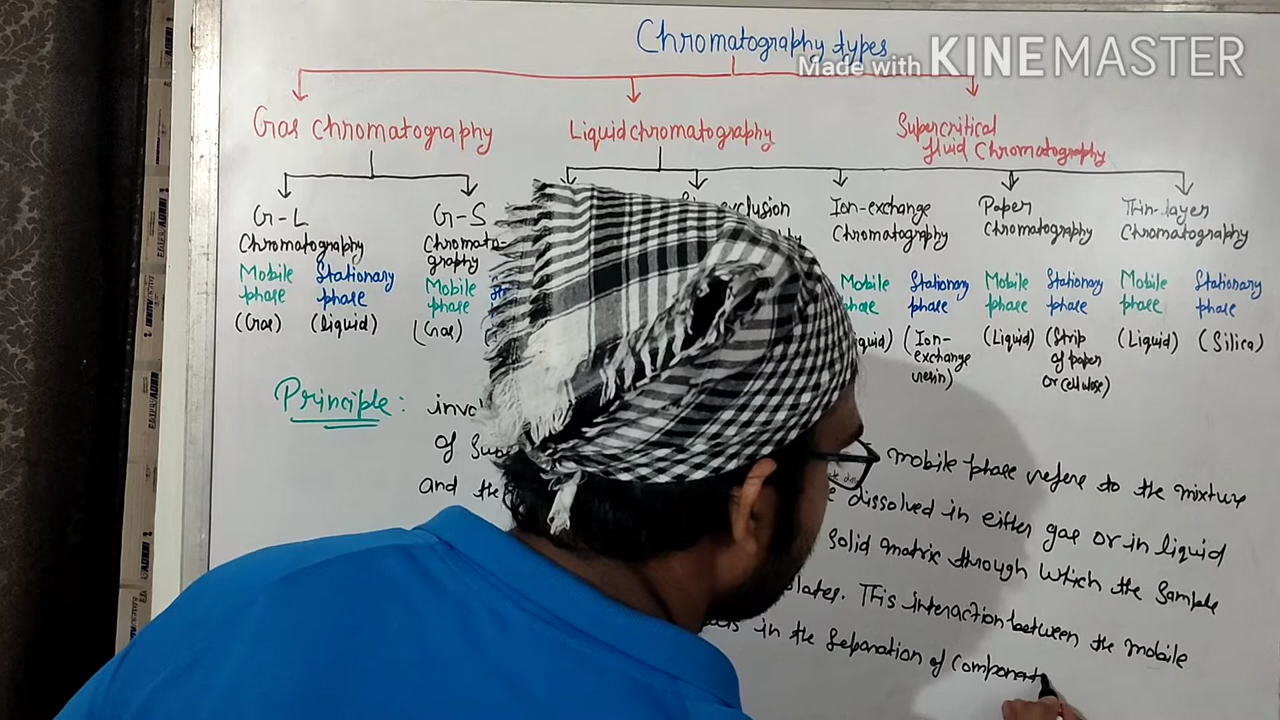 Chromatography types
Made with KINEMASTER
Gas chromatography
Liquid chromatography
Supercritical
fluid Chromatography
G-L
Chromatography
Mobile phase
(Gas)
Stationary phase
(Liquid)
G-S
Chromato-
graphy
Mobile phase
(Gas)
exclusion
Ion-exchange
Chromatography
Mobile
phase
Stationary
phase
(Ion-
exchange
resin)
Paper
Chromatography
Mobile
phase
(Liquid)
Stationary
phase
(Strip
of paper
or cellulose)
Thin-layer
Chromatography
Mobile
phase
(Liquid)
Stationary
phase
(Silica)
Principle:
mobile phase refers to the mixture
of
dissolved in either gas or in liquid
and the
solid matrix through which the sample
This interaction between the mobile
in the separation of Component